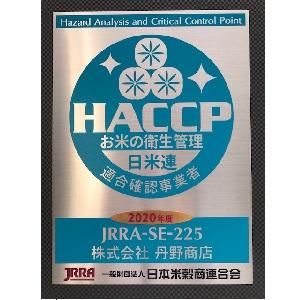 Hazard Analysis and Critical Control Point
HACCP
お米の衛生管理
日米連
適合確認事業者
2020年度
JRRA-SE-225
株式会社 丹野商店
JRRA 一般財団法人 日本米穀商連合会